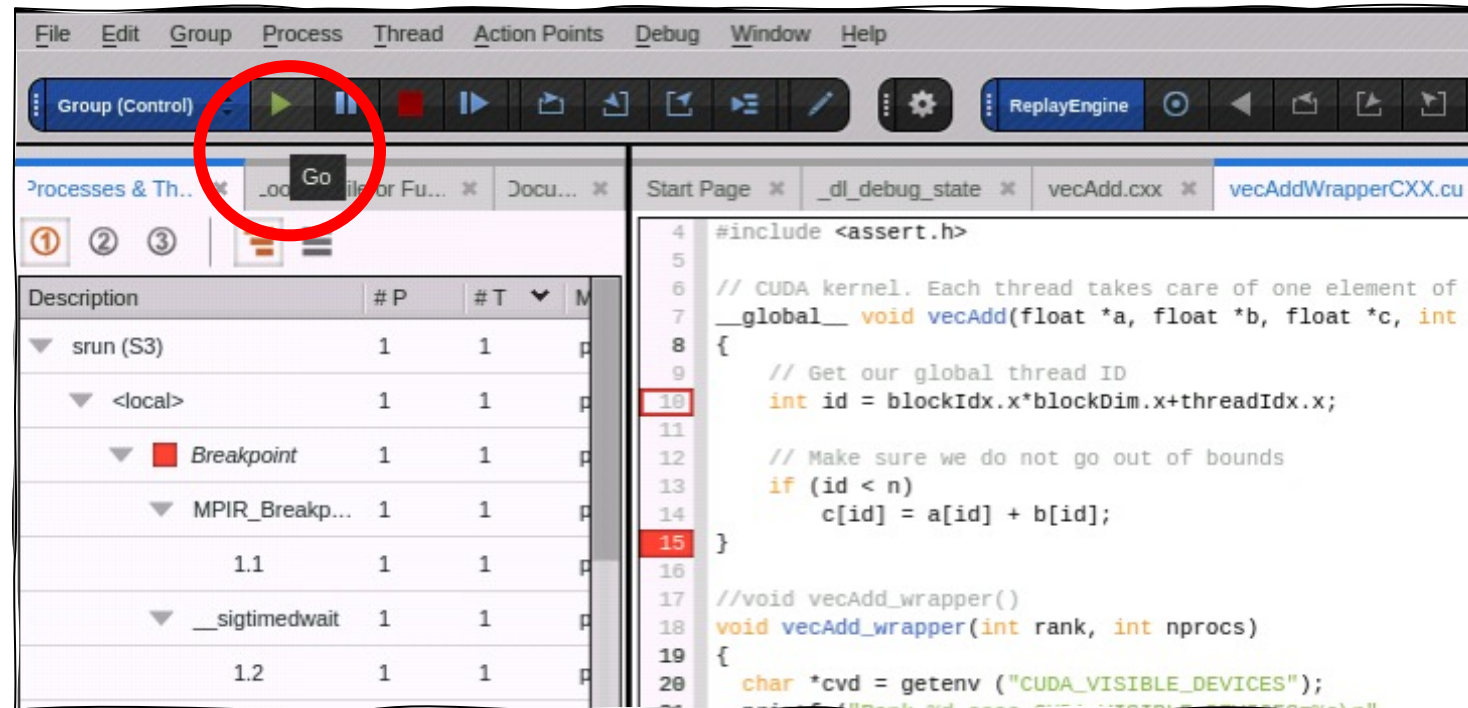 File Edit Group Process Thread Action Points Debug Window Help
Group (Control) ReplayEngine
Go
Processes & Th... Docu... Start Page _dl_debug_state vecAdd.cxx vecAddWrapperCXX.cu
1 2 3
Description # P # T M
srun (S3) 1 1 p
<local> 1 1 p
Breakpoint 1 1 p
MPIR_Breakp... 1 1 p
1.1 1 1 p
__sigtimedwait 1 1 p
1.2 1 1 p
4 #include <assert.h>
5
6 // CUDA kernel. Each thread takes care of one element of
7 __global__ void vecAdd(float *a, float *b, float *c, int
8 {
9 // Get our global thread ID
10 int id = blockIdx.x*blockDim.x+threadIdx.x;
11
12 // Make sure we do not go out of bounds
13 if (id < n)
14 c[id] = a[id] + b[id];
15 }
16
17 //void vecAdd_wrapper()
18 void vecAdd_wrapper(int rank, int nprocs)
19 {
20 char *cvd = getenv ("CUDA_VISIBLE_DEVICES");